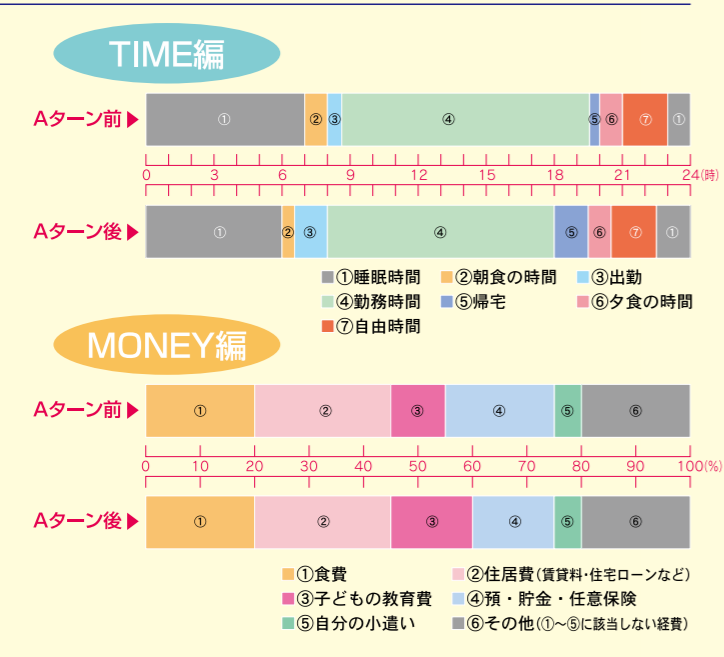 TIME編
Aターン前▶ ① ② ③ ④ ⑤ ⑥ ⑦ ①
0 3 6 9 12 15 18 21 24(時)
Aターン後▶ ① ② ③ ④ ⑤ ⑥ ⑦ ①
■①睡眠時間 ■②朝食の時間 ■③出勤
■④勤務時間 ■⑤帰宅 ■⑥夕食の時間
■⑦自由時間
MONEY編
Aターン前▶ ① ② ③ ④ ⑤ ⑥
0 10 20 30 40 50 60 70 80 90 100(%)
Aターン後▶ ① ② ③ ④ ⑤ ⑥
■①食費 ■②住居費(賃貸料・住宅ローンなど)
■③子どもの教育費 ■④預・貯金・任意保険
■⑤自分の小遣い ■⑥その他(①〜⑤に該当しない経費)